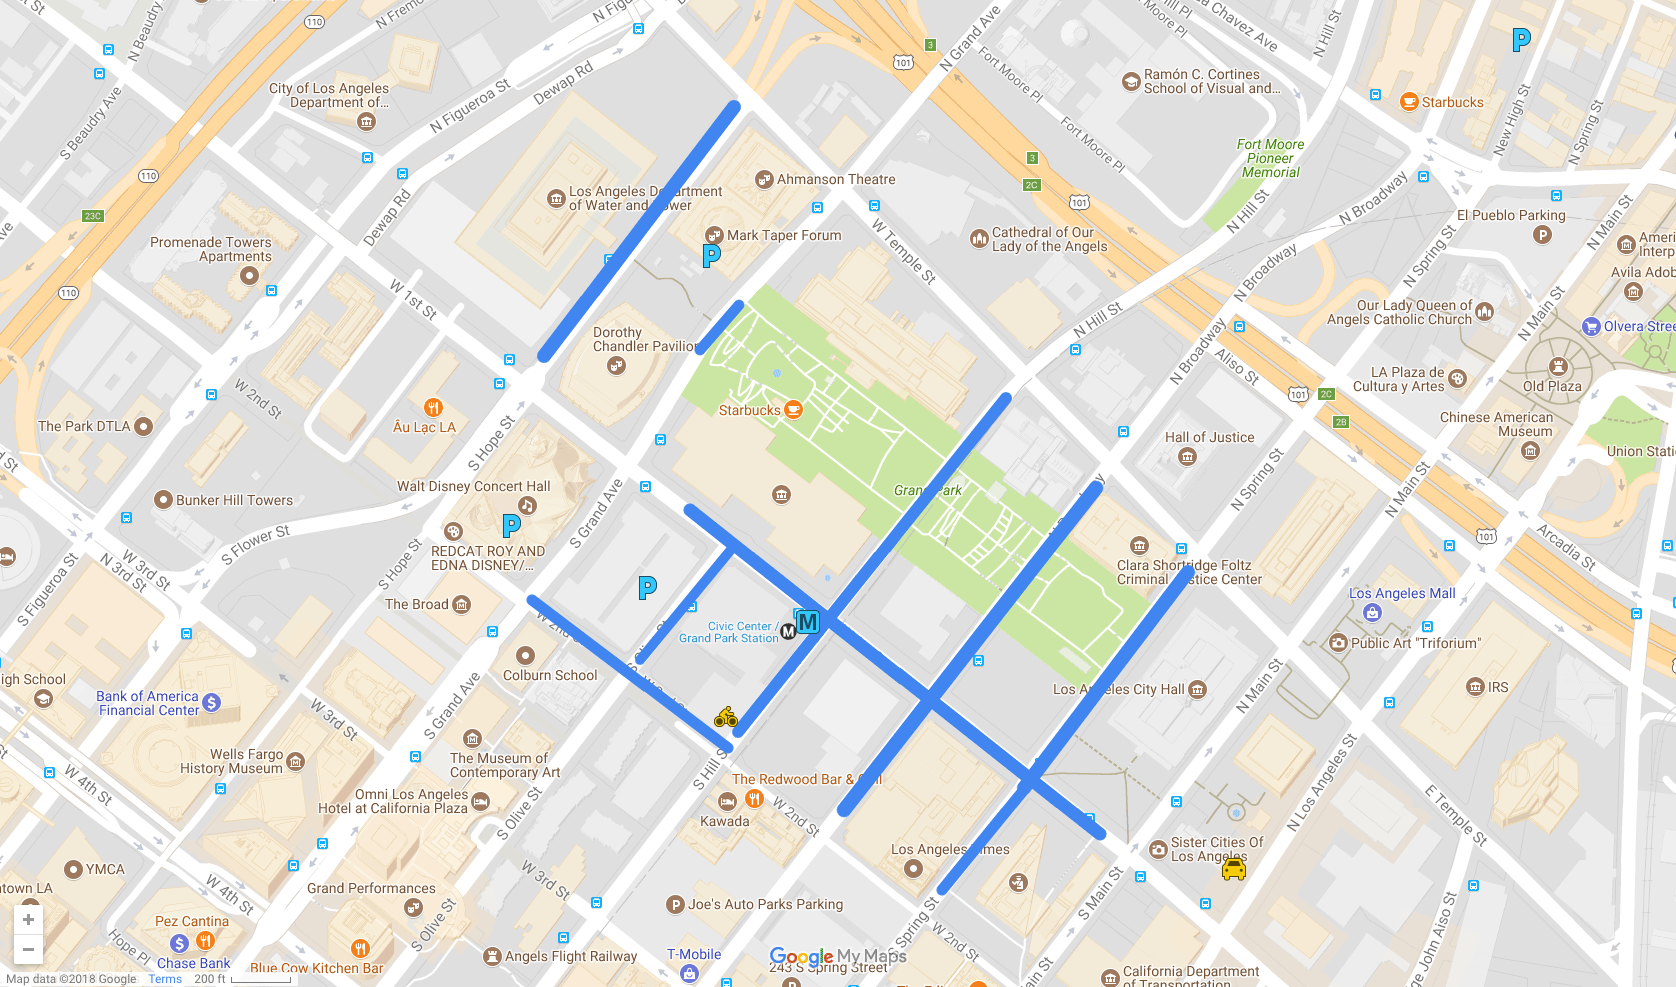 N Beaudry
N Fremo
110
N Figu
N Figueroa St
Dewap Rd
3
101
N Grand Ave
Fort Moore Pl
Moore Pl
Chavez Ave
N Hill St
P
City of Los Angeles
Department of...
S Beaudry Ave
Ramón C. Cortines
School of Visual and...
Starbucks
New High St
N Spring St
Fort Moore Pl
Fort Moore
Pioneer
Memorial
3
2C
110
Los Angeles Department
of Water and Power
Ahmanson Theatre
101
23C
Dewap Rd
Mark Taper Forum
P
W Temple St
Cathedral of Our
Lady of the Angels
N Hill St
N Broadway
El Pueblo Parking
P
N Main St
Promenade Towers
Apartments
N Spring St
Avila Adob
110
W 1st St
N Broadway
Our Lady Queen of
Angels Catholic Church
N Main St
Olvera Stree
Dorothy
Chandler Pavilion
N Hill St
N Broadway
Aliso St
LA Plaza de
Cultura y Artes
Old Plaza
W 2nd St
Âu Lạc LA
Starbucks
101
2C
2B
Chinese American
Museum
The Park DTLA
S Hope St
Hall of Justice
Union Stati
Bunker Hill Towers
Walt Disney Concert Hall
S Grand Ave
Grand Park
N Spring St
N Main St
P
S Flower St
REDCAT ROY AND
EDNA DISNEY/...
101
Arcadia St
W 3rd St
N 3rd St
S Figueroa St
S Hope St
Clara Shortridge Foltz
Criminal Justice Center
The Broad
P
Los Angeles Mall
Civic Center /
Grand Park Station
M
M
Public Art "Triforium"
Colburn School
igh School
Bank of America
Financial Center
S Grand Ave
W 3rd St
Los Angeles City Hall
N Main St
IRS
Wells Fargo
History Museum
The Museum of
Contemporary Art
S Hill St
The Redwood Bar & Grill
W 4th St
Omni Los Angeles
Hotel at California Plaza
S Olive St
Kawada
W 2nd St
N Los Angeles St
E Temple St
Los Angeles Times
Sister Cities Of
Los Angeles
YMCA
ntown LA
W 4th St
W 3rd St
Grand Performances
S Olive St
P
Joe's Auto Parks Parking
S Main St
S Spring St
W 2nd St
ge John Aiso St
Pez Cantina
Hope Pl
Chase Bank
Blue Cow Kitchen Bar
Angels Flight Railway
T-Mobile
Google My Maps
243 S Spring Street
California Department
of Transportation
+
−
Map data ©2018 Google Terms 200 ft